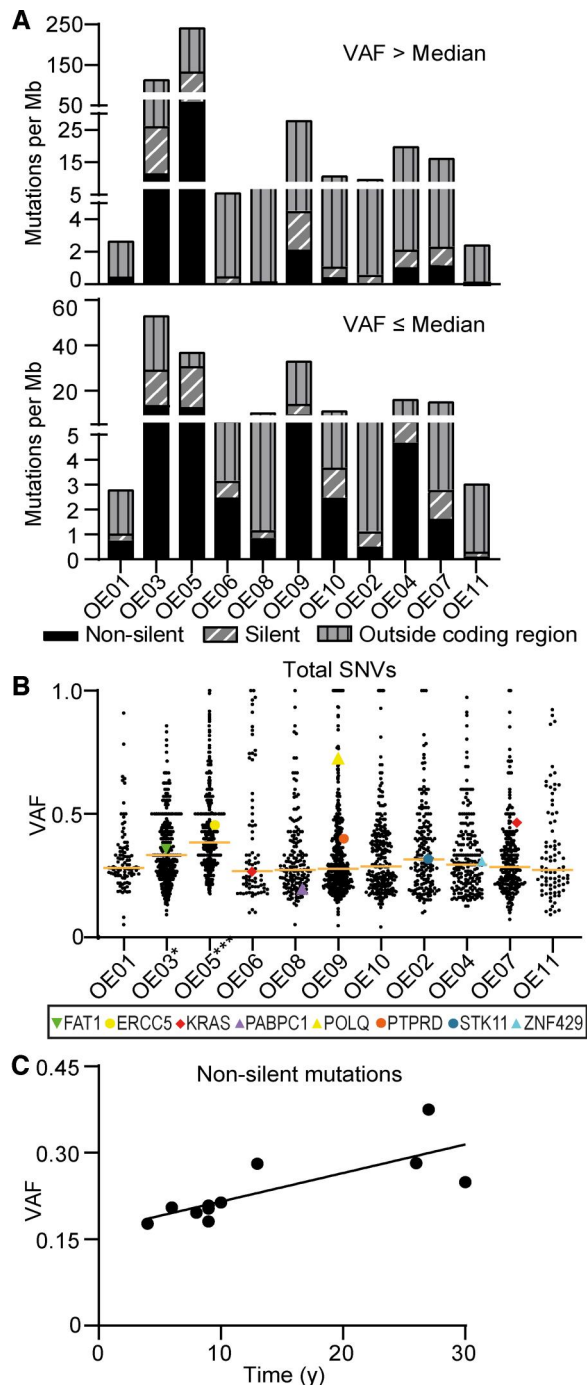 A
VAF > Median
Mutations per Mb
250
150
50
25
15
5
4
2
0
VAF ≤ Median
Mutations per Mb
60
40
20
5
4
3
2
1
0
OE01 OE03 OE05 OE06 OE08 OE09 OE10 OE02 OE04 OE07 OE11
Non-silent Silent Outside coding region
B
Total SNVs
VAF
1.0
0.5
0
OE01 OE03* OE05*** OE06 OE08 OE09 OE10 OE02 OE04 OE07 OE11
FAT1 ERCC5 KRAS PABPC1 POLQ PTPRD STK11 ZNF429
C
Non-silent mutations
VAF
0.45
0.30
0.15
0
0 10 20 30
Time (y)